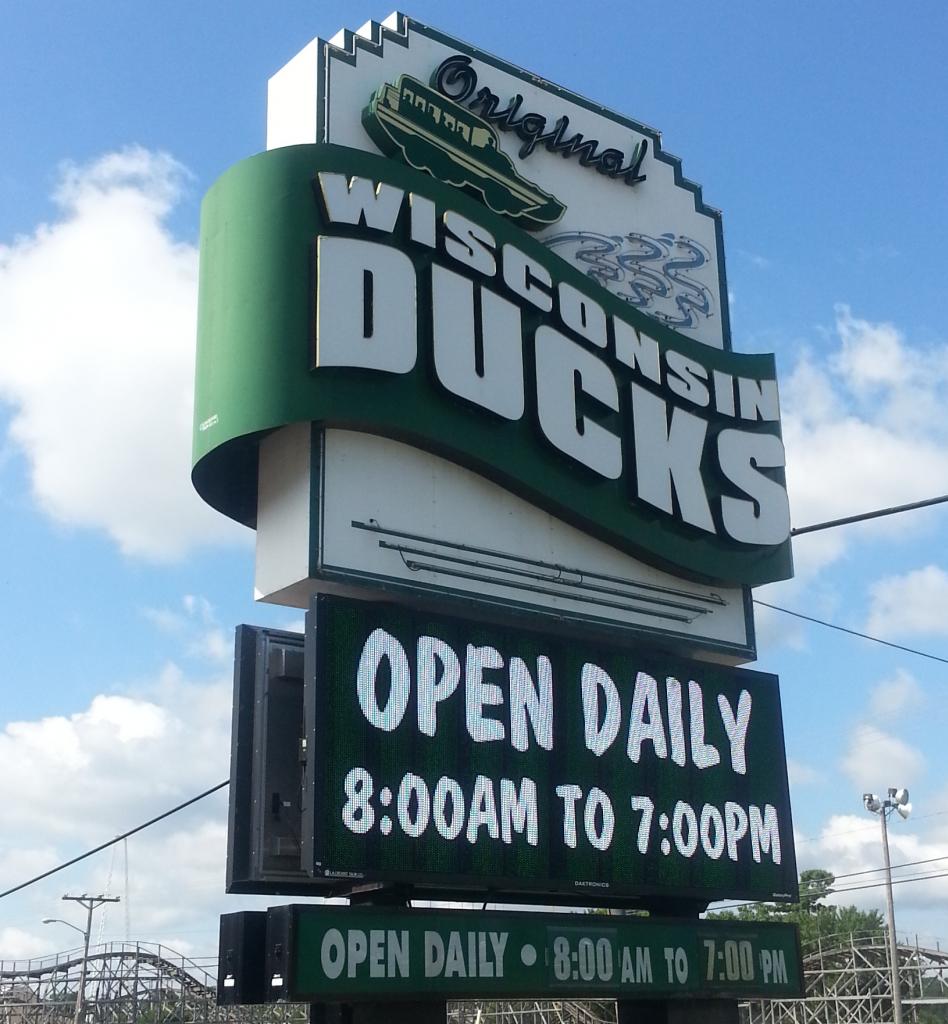 Original
WISCONSIN
DUCKS
OPEN DAILY
8:00AM TO 7:00PM
DAKTRONICS
OPEN DAILY • 8:00 AM TO 7:00 PM